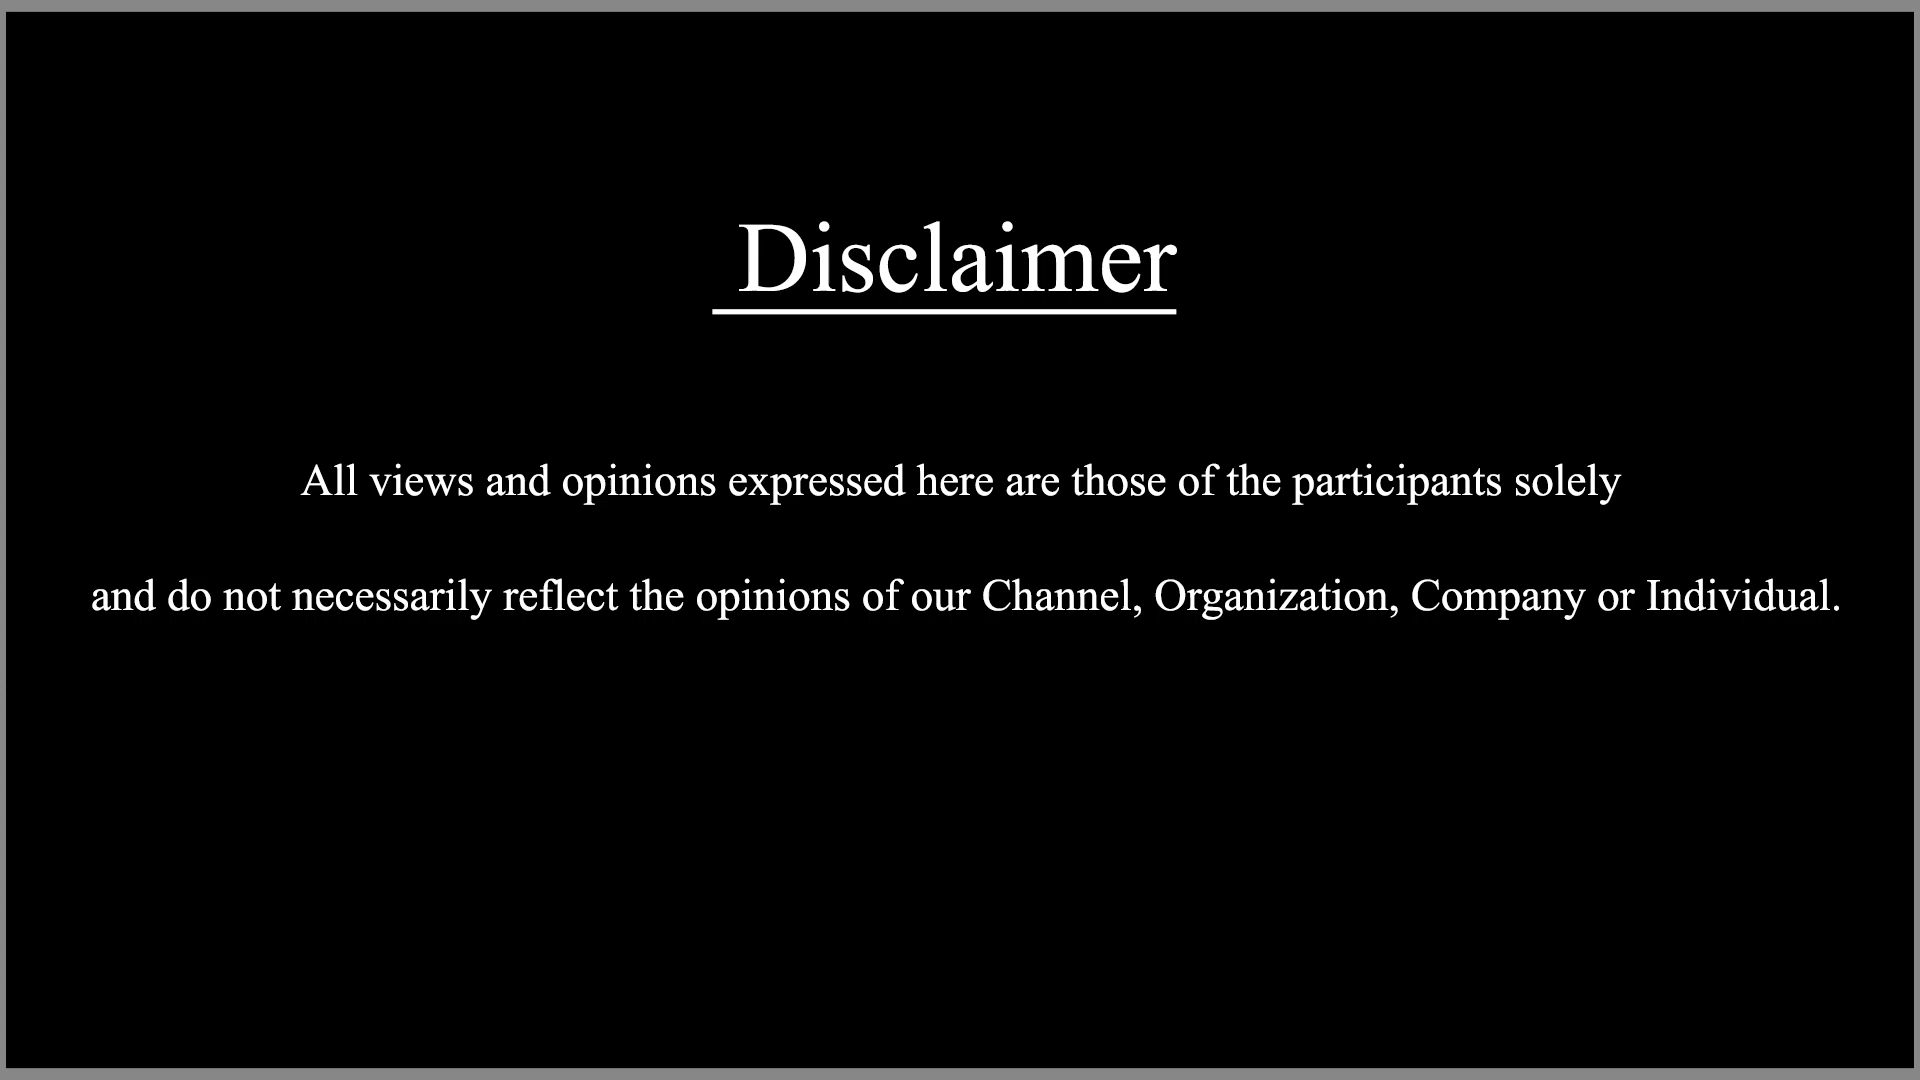 Disclaimer
All views and opinions expressed here are those of the participants solely
and do not necessarily reflect the opinions of our Channel, Organization, Company or Individual.